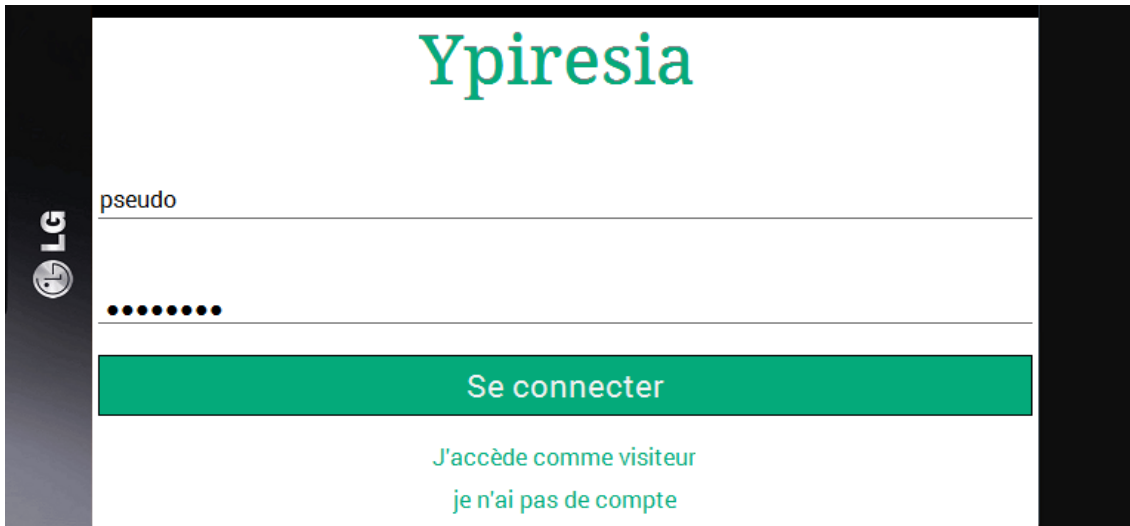 Ypiresia
pseudo
LG
••••••••
Se connecter
J'accède comme visiteur
je n'ai pas de compte